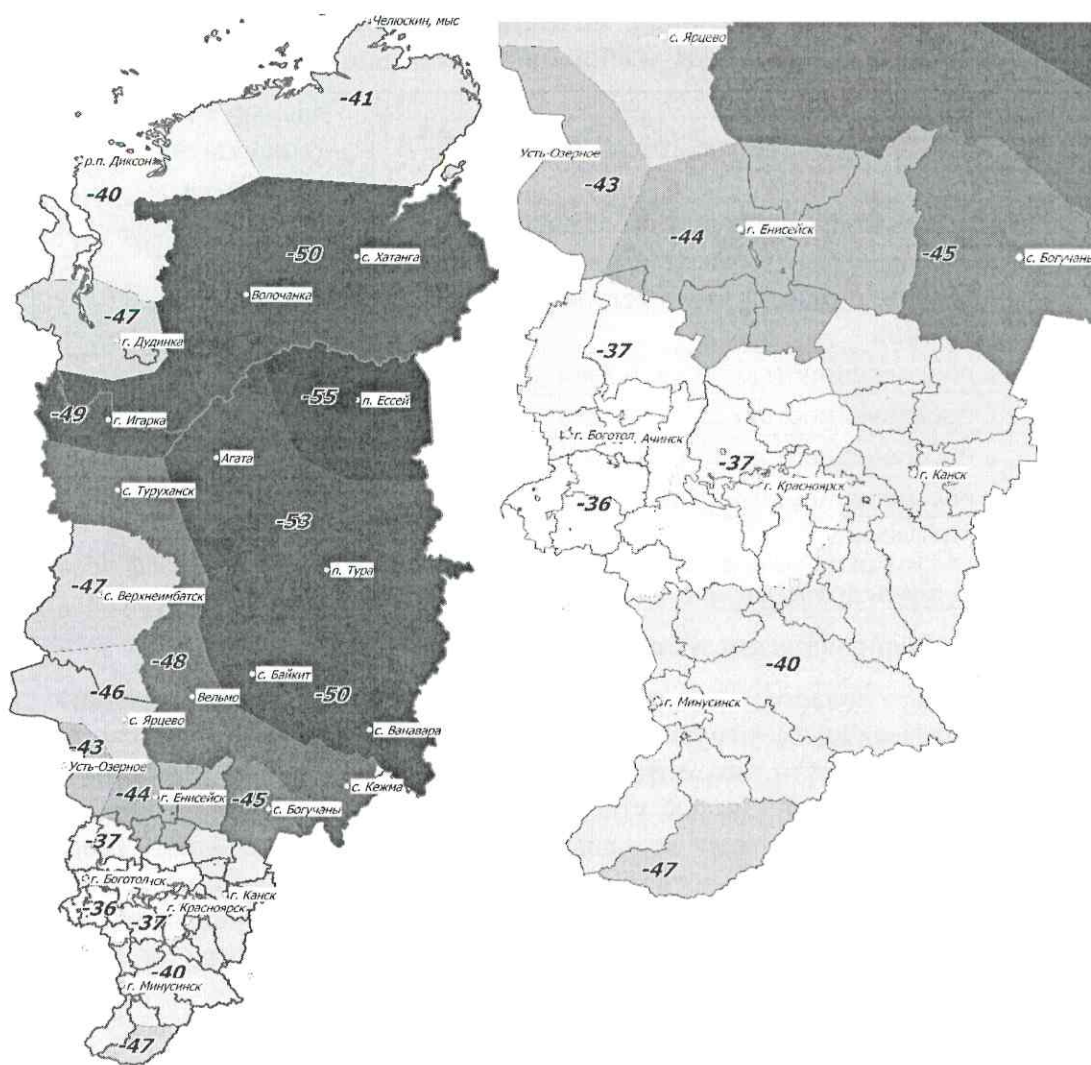 Челюскин, мыс
-41
р.п. Диксон
-40
-50
с. Хатанга
Волочанка
-47
г. Дудинка
-55
п. Ессей
-49
г. Игарка
Агата
с. Туруханск
-53
п. Тура
-47
с. Верхнеимбатск
-48
с. Байкит
-46
Вельмо
-50
с. Ярцево
с. Ванавара
-43
Усть-Озерное
с. Кежма
-44
г. Енисейск
-45
с. Богучаны
-37
г. Боготол
г. Канск
-36
г. Красноярск
-37
-40
г. Минусинск
-47
с. Ярцево
Усть-Озерное
-43
-44
г. Енисейск
-45
с. Богучаны
-37
г. Боготол
Ачинск
-37
г. Канск
г. Красноярск
-36
-40
г. Минусинск
-47